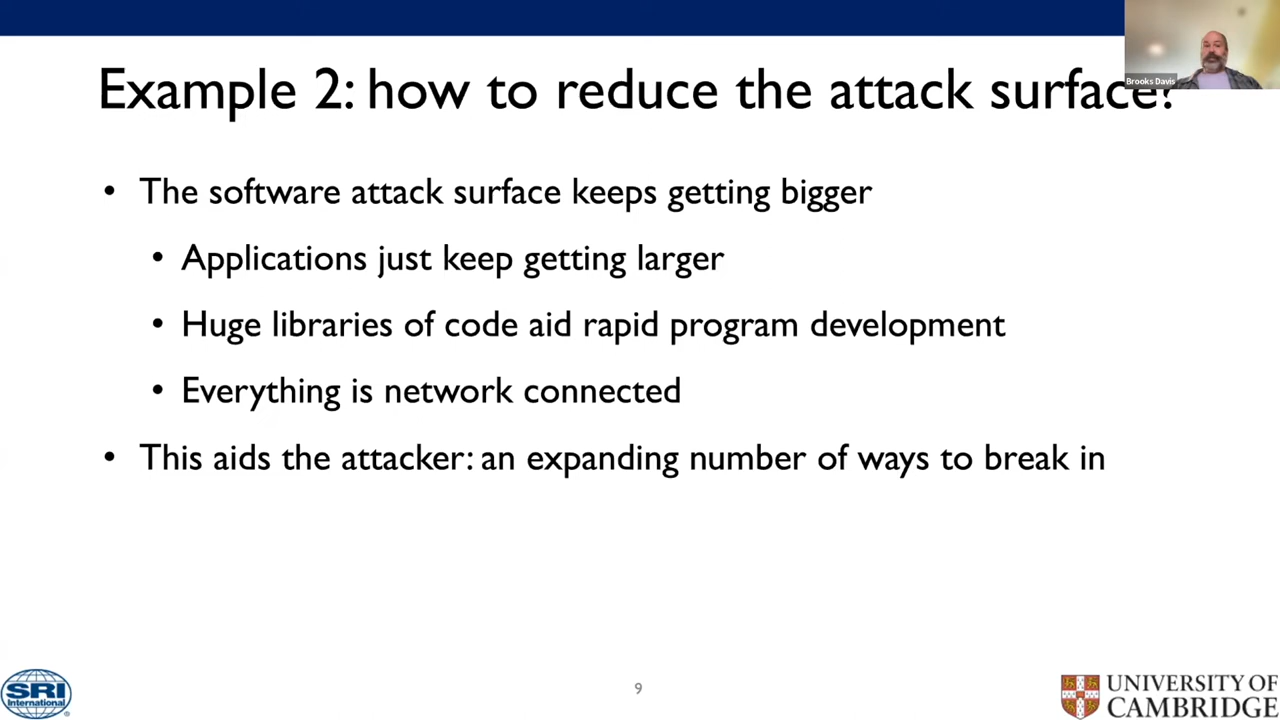 Brooks Davis
Example 2: how to reduce the attack surface?
• The software attack surface keeps getting bigger
• Applications just keep getting larger
• Huge libraries of code aid rapid program development
• Everything is network connected
• This aids the attacker: an expanding number of ways to break in
SRI
International
9
UNIVERSITY OF
CAMBRIDGE